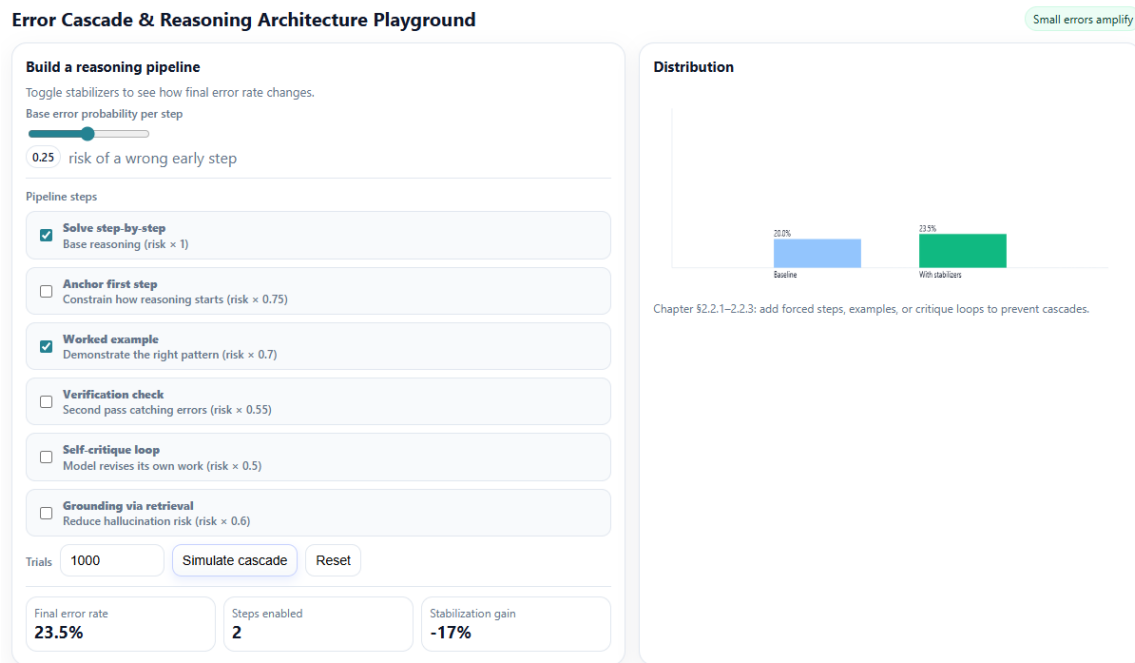 Error Cascade & Reasoning Architecture Playground
Small errors amplify
Build a reasoning pipeline
Toggle stabilizers to see how final error rate changes.
Base error probability per step
0.25 risk of a wrong early step
Pipeline steps
Solve step-by-step
Base reasoning (risk × 1)
Anchor first step
Constrain how reasoning starts (risk × 0.75)
Worked example
Demonstrate the right pattern (risk × 0.7)
Verification check
Second pass catching errors (risk × 0.55)
Self-critique loop
Model revises its own work (risk × 0.5)
Grounding via retrieval
Reduce hallucination risk (risk × 0.6)
Trials 1000 Simulate cascade Reset
Final error rate
23.5%
Steps enabled
2
Stabilization gain
-17%
Distribution
20.0%
23.5%
Baseline
With stabilizers
Chapter §2.2.1–2.2.3: add forced steps, examples, or critique loops to prevent cascades.